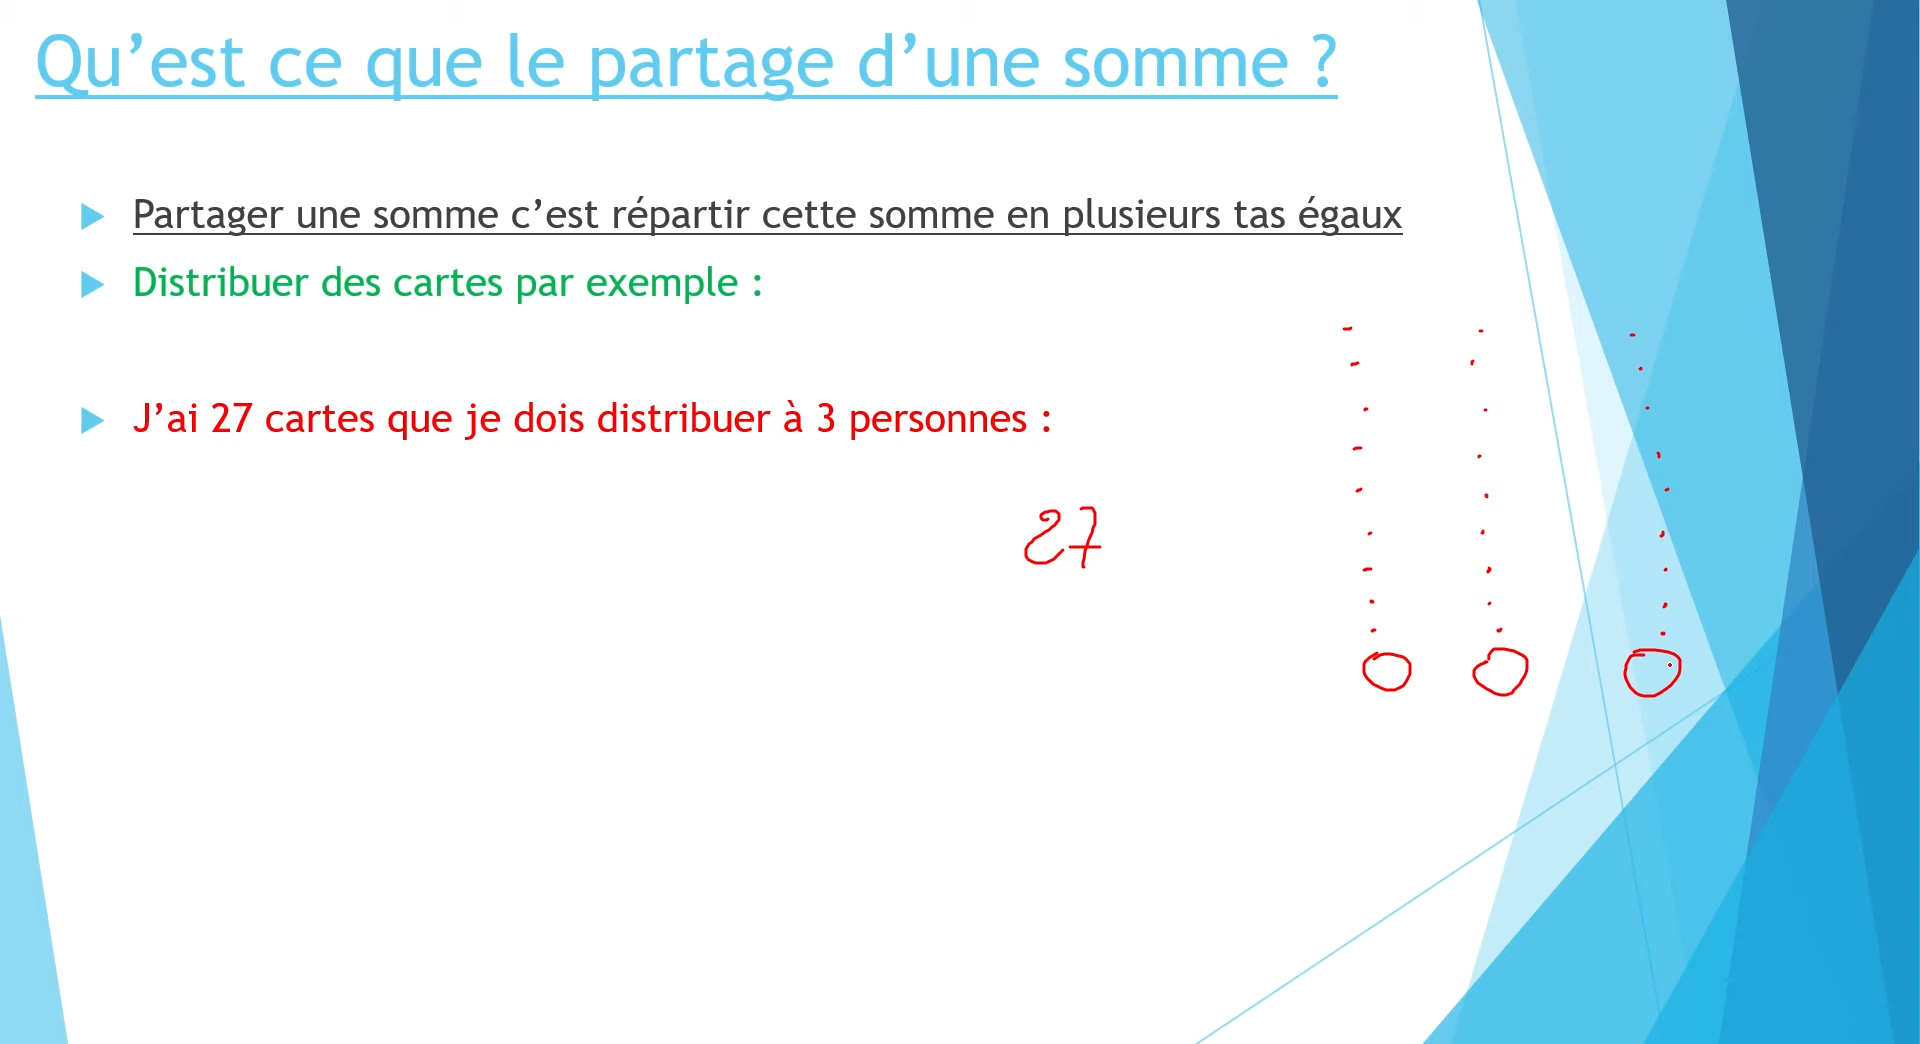 Qu’est ce que le partage d’une somme ?
Partager une somme c’est répartir cette somme en plusieurs tas égaux
Distribuer des cartes par exemple :
J’ai 27 cartes que je dois distribuer à 3 personnes :
27